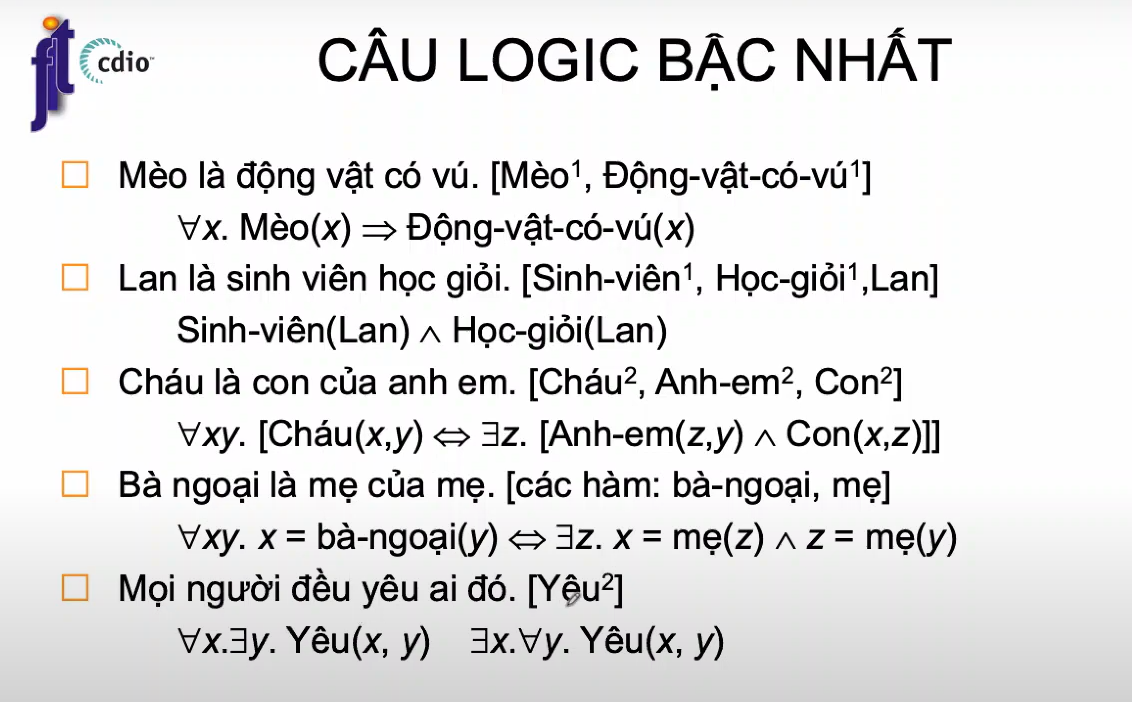 fit cdio
CÂU LOGIC BẬC NHẤT
Mèo là động vật có vú. [Mèo¹, Động-vật-có-vú¹]
∀x. Mèo(x) ⇒ Động-vật-có-vú(x)
Lan là sinh viên học giỏi. [Sinh-viên¹, Học-giỏi¹,Lan]
Sinh-viên(Lan) ∧ Học-giỏi(Lan)
Cháu là con của anh em. [Cháu², Anh-em², Con²]
∀xy. [Cháu(x,y) ⇔ ∃z. [Anh-em(z,y) ∧ Con(x,z)]]
Bà ngoại là mẹ của mẹ. [các hàm: bà-ngoại, mẹ]
∀xy. x = bà-ngoại(y) ⇔ ∃z. x = mẹ(z) ∧ z = mẹ(y)
Mọi người đều yêu ai đó. [Yêu²]
∀x.∃y. Yêu(x, y) ∃x.∀y. Yêu(x, y)